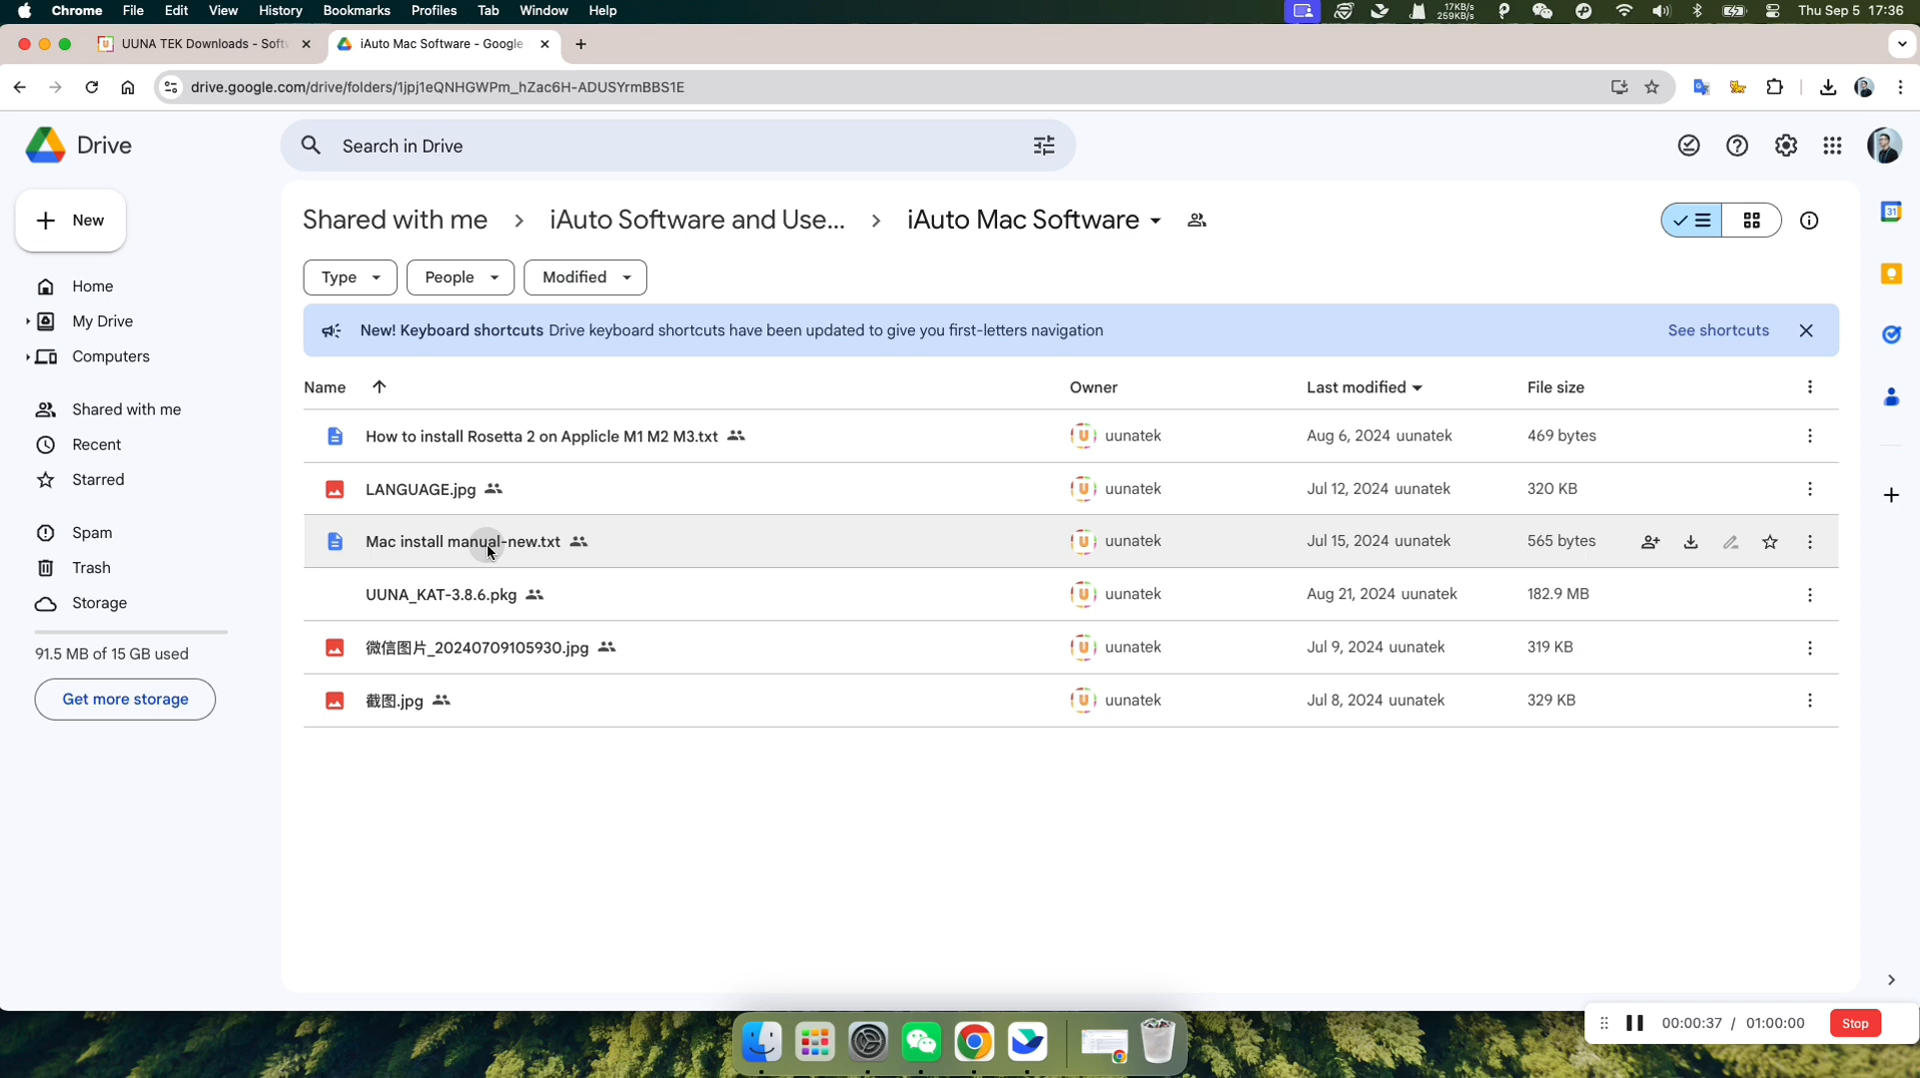 Chrome File Edit View History Bookmarks Profiles Tab Window Help 17KB/s 259KB/s Thu Sep 5 17:36
UUNA TEK Downloads - Soft iAuto Mac Software - Google
drive.google.com/drive/folders/1jpj1eQNHGWPm_hZac6H-ADUSYrmBBS1E
Drive Search in Drive
New
Home
My Drive
Computers
Shared with me
Recent
Starred
Spam
Trash
Storage
91.5 MB of 15 GB used
Get more storage
Shared with me > iAuto Software and Use... > iAuto Mac Software
Type People Modified
New! Keyboard shortcuts Drive keyboard shortcuts have been updated to give you first-letters navigation See shortcuts
Name Owner Last modified File size
How to install Rosetta 2 on Applicle M1 M2 M3.txt uunatek Aug 6, 2024 uunatek 469 bytes
LANGUAGE.jpg uunatek Jul 12, 2024 uunatek 320 KB
Mac install manual-new.txt uunatek Jul 15, 2024 uunatek 565 bytes
UUNA_KAT-3.8.6.pkg uunatek Aug 21, 2024 uunatek 182.9 MB
微信图片_20240709105930.jpg uunatek Jul 9, 2024 uunatek 319 KB
截图.jpg uunatek Jul 8, 2024 uunatek 329 KB
00:00:37 / 01:00:00 Stop